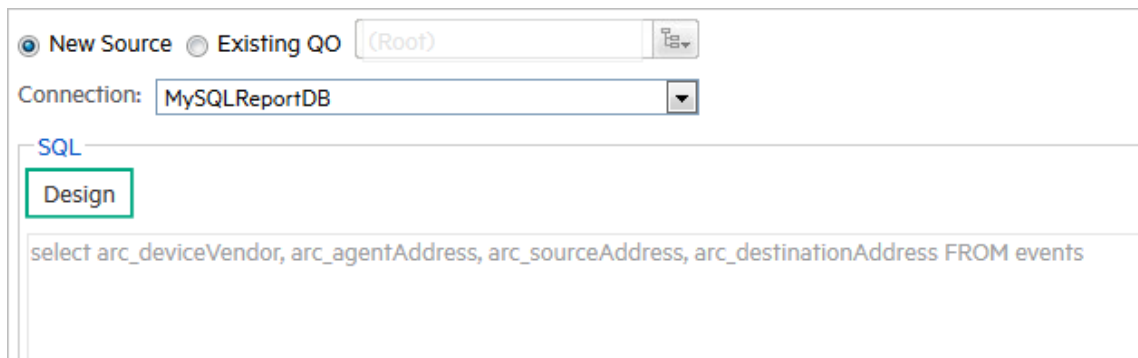 New Source Existing QO (Root)
Connection: MySQLReportDB
SQL
Design
select arc_deviceVendor, arc_agentAddress, arc_sourceAddress, arc_destinationAddress FROM events